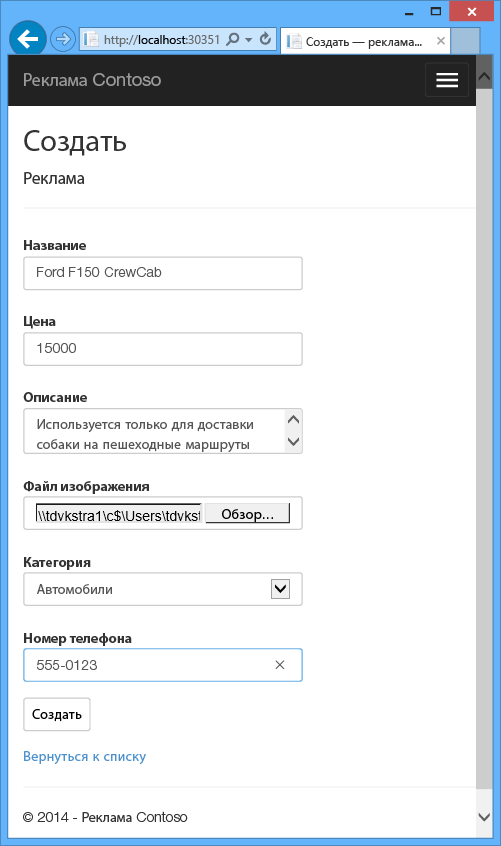 http://localhost:30351
Создать — реклама...
Реклама Contoso
Создать
Реклама
Название
Ford F150 CrewCab
Цена
15000
Описание
Используется только для доставки
собаки на пешеходные маршруты
Файл изображения
\\tdykstra1\c$\Users\tdykst
Обзор...
Категория
Автомобили
Номер телефона
555-0123
Создать
Вернуться к списку
© 2014 - Реклама Contoso